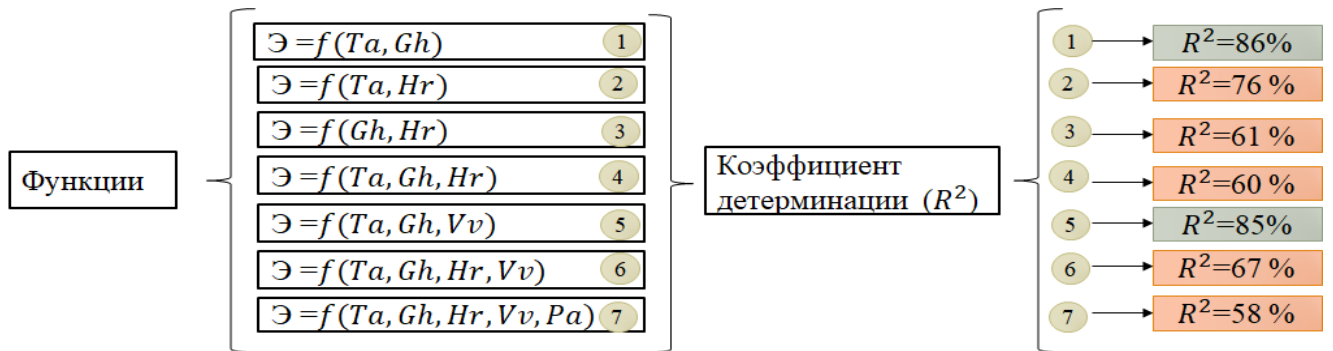 Функции
Э =f(Ta, Gh) 1
Э =f(Ta, Hr) 2
Э =f(Gh, Hr) 3
Э =f(Ta, Gh, Hr) 4
Э =f(Ta, Gh, Vv) 5
Э =f(Ta, Gh, Hr, Vv) 6
Э =f(Ta, Gh, Hr, Vv, Pa) 7
Коэффициент
детерминации (R²)
1 R²=86%
2 R²=76 %
3 R²=61 %
4 R²=60 %
5 R²=85%
6 R²=67 %
7 R²=58 %